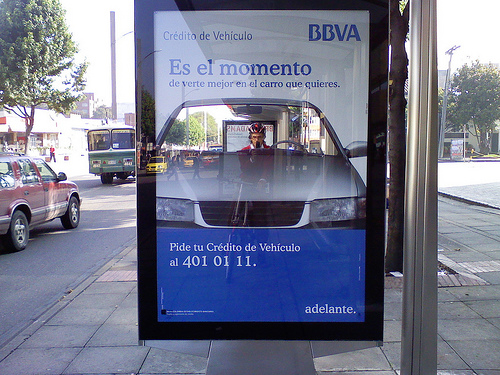 Crédito de Vehículo
BBVA
Es el momento
de verte mejor en el carro que quieres.
Pide tu Crédito de Vehículo
al 401 01 11.
adelante.